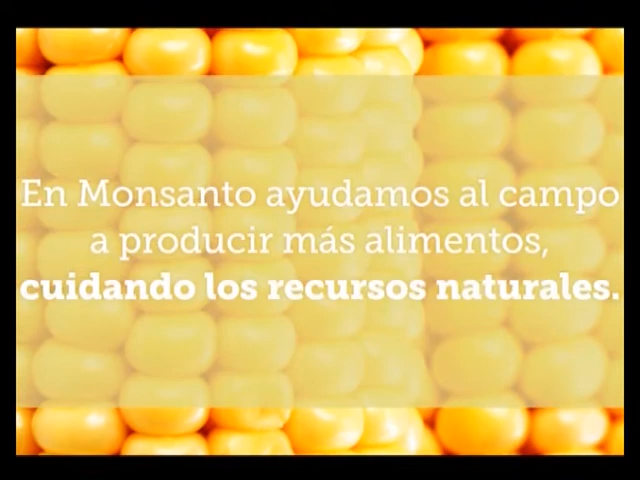 En Monsanto ayudamos al campo
a producir más alimentos,
cuidando los recursos naturales.